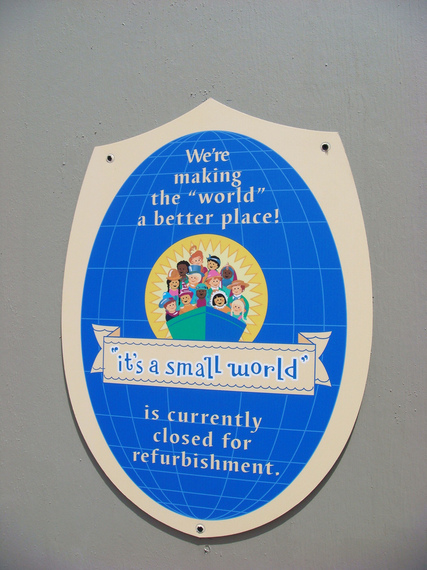 We're
making
the “world”
a better place!
“it's a small world”
is currently
closed for
refurbishment.